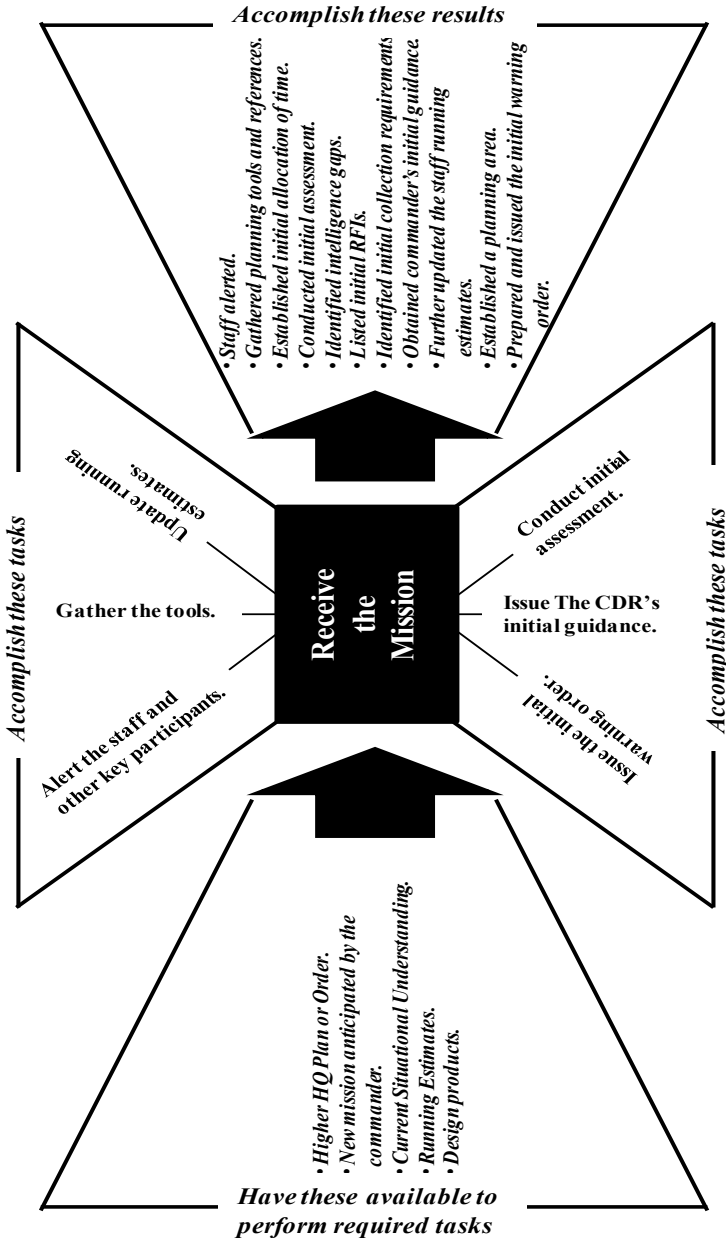 Have these available to
perform required tasks
• Higher HQ Plan or Order.
• New mission anticipated by the
commander.
• Current Situational Understanding.
• Running Estimates.
• Design products.
Accomplish these tasks
Alert the staff and
other key participants.
Gather the tools.
Update running
estimates.
Receive
the
Mission
Issue the initial
warning order.
Issue The CDR's
initial guidance.
Conduct initial
assessment.
Accomplish these tasks
Accomplish these results
• Staff alerted.
• Gathered planning tools and references.
• Established initial allocation of time.
• Conducted initial assessment.
• Identified intelligence gaps.
• Listed initial RFIs.
• Identified initial collection requirements
• Obtained commander's initial guidance.
• Further updated the staff running
estimates.
• Established a planning area.
• Prepared and issued the initial warning
order.